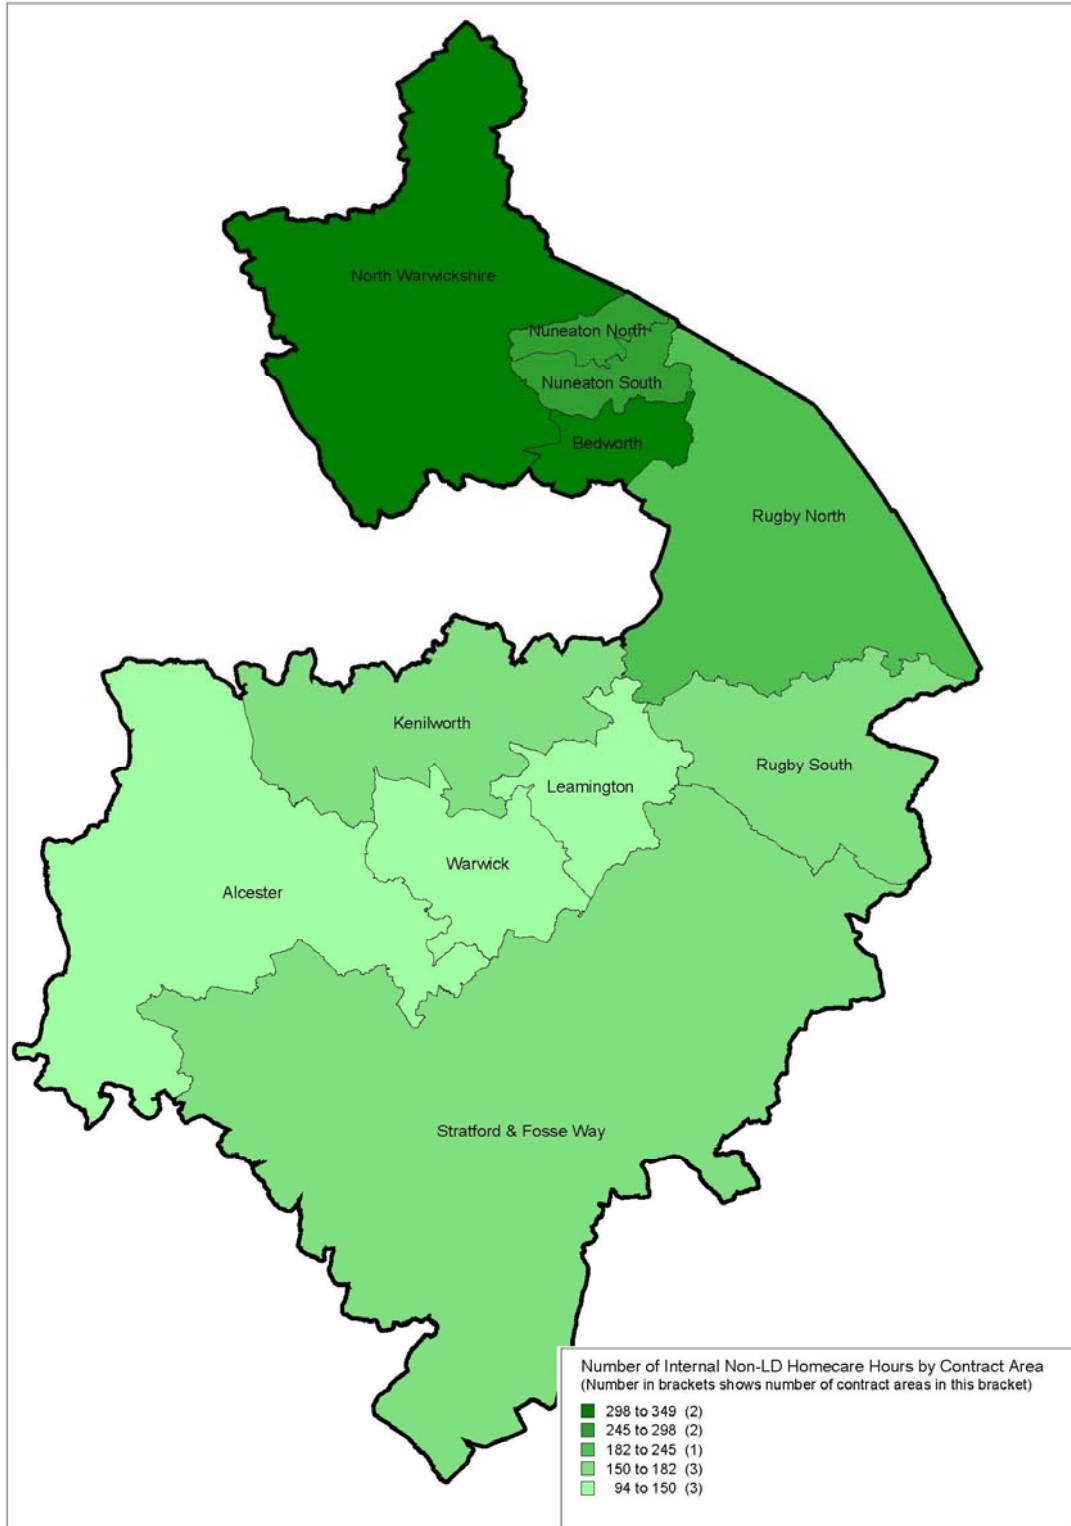 North Warwickshire
Nuneaton North
Nuneaton South
Bedworth
Rugby North
Kenilworth
Rugby South
Leamington
Warwick
Alcester
Stratford & Fosse Way
Number of Internal Non-LD Homecare Hours by Contract Area
(Number in brackets shows number of contract areas in this bracket)
298 to 349 (2)
245 to 298 (2)
182 to 245 (1)
150 to 182 (3)
94 to 150 (3)